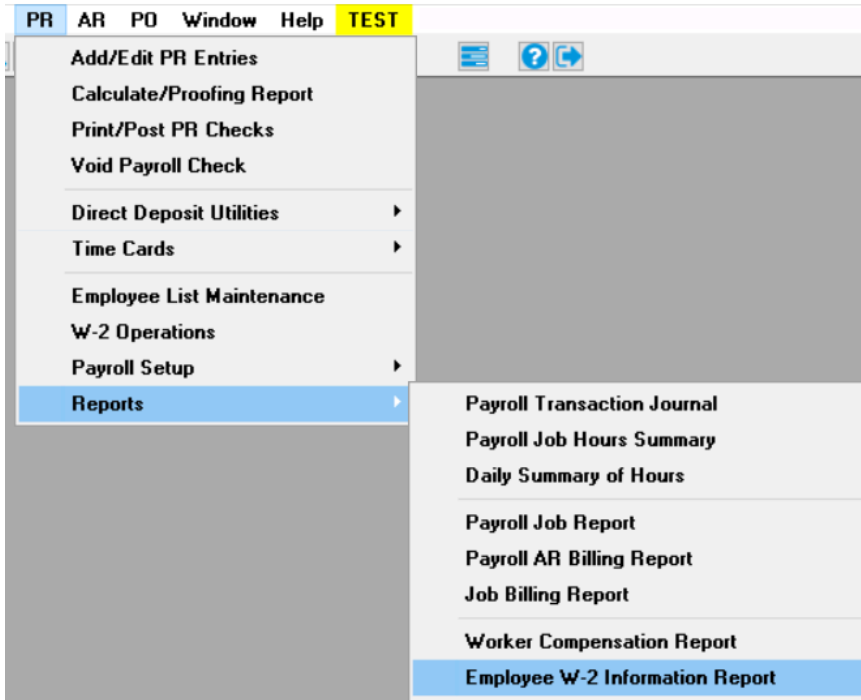 PR AR PO Window Help TEST
Add/Edit PR Entries
Calculate/Proofing Report
Print/Post PR Checks
Void Payroll Check
Direct Deposit Utilities
Time Cards
Employee List Maintenance
W-2 Operations
Payroll Setup
Reports
Payroll Transaction Journal
Payroll Job Hours Summary
Daily Summary of Hours
Payroll Job Report
Payroll AR Billing Report
Job Billing Report
Worker Compensation Report
Employee W-2 Information Report